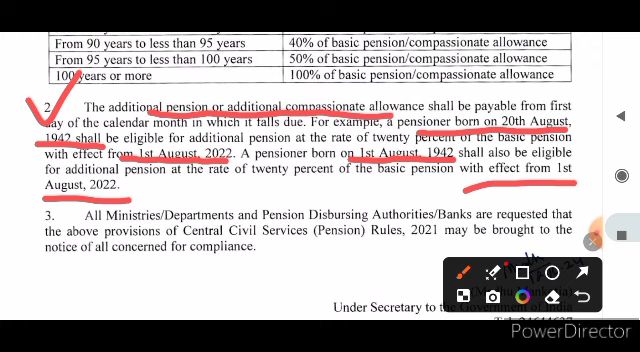 From 90 years to less than 95 years 40% of basic pension/compassionate allowance
From 95 years to less than 100 years 50% of basic pension/compassionate allowance
100 years or more 100% of basic pension/compassionate allowance
2. The additional pension or additional compassionate allowance shall be payable from first
day of the calendar month in which it falls due. For example, a pensioner born on 20th August,
1942 shall be eligible for additional pension at the rate of twenty percent of the basic pension
with effect from 1st August, 2022. A pensioner born on 1st August, 1942 shall also be eligible
for additional pension at the rate of twenty percent of the basic pension with effect from 1st
August, 2022.
3. All Ministries/Departments and Pension Disbursing Authorities/Banks are requested that
the above provisions of Central Civil Services (Pension) Rules, 2021 may be brought to the
notice of all concerned for compliance.
Under Secretary to the Government of India
PowerDirector